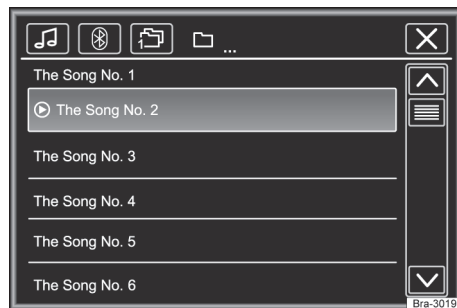 1
...
The Song No. 1
The Song No. 2
The Song No. 3
The Song No. 4
The Song No. 5
The Song No. 6
Bra-3019